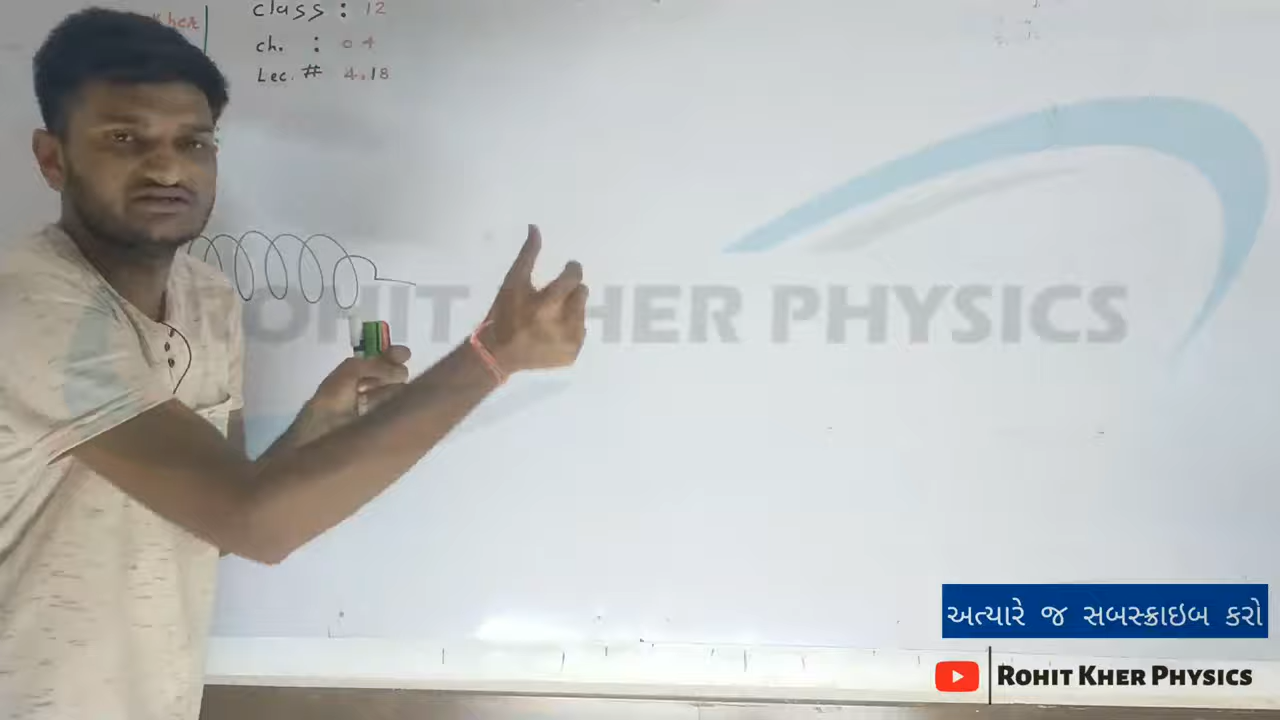 Kher
class : 12
ch. : 04
Lec. # 4.18
ROHIT KHER PHYSICS
અત્યારે જ સબસ્ક્રાઇબ કરો
ROHIT KHER PHYSICS